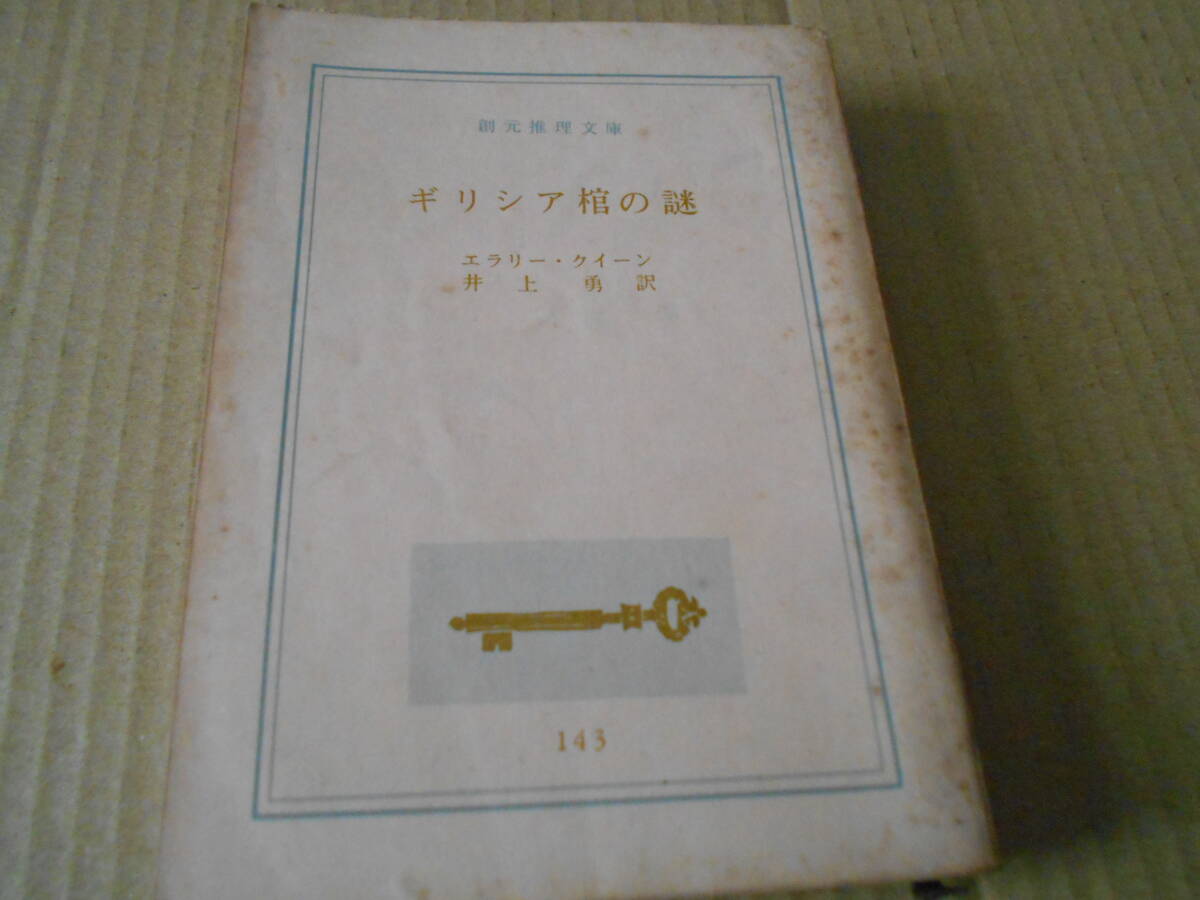 創元推理文庫
ギリシア棺の謎
エラリー・クイーン
井上勇訳
143